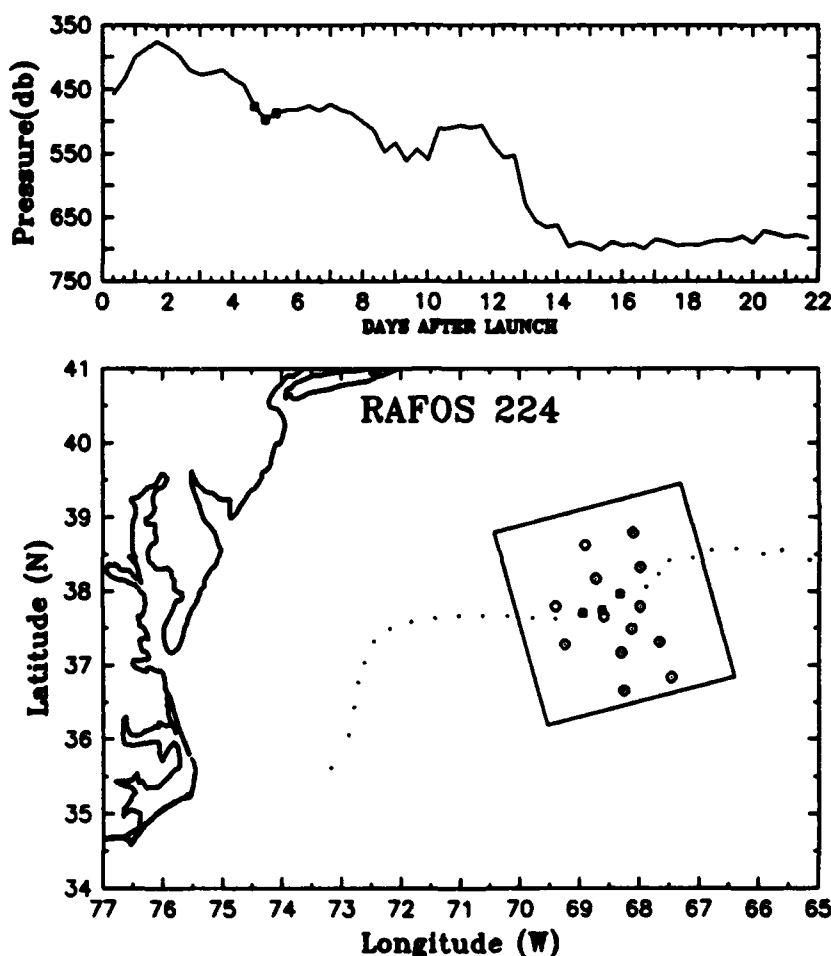 350
450
550
650
750
Pressure(db)
0 2 4 6 8 10 12 14 16 18 20 22
DAYS AFTER LAUNCH
RAFOS 224
41
40
39
38
37
36
35
34
Latitude (N)
77 76 75 74 73 72 71 70 69 68 67 66 65
Longitude (W)